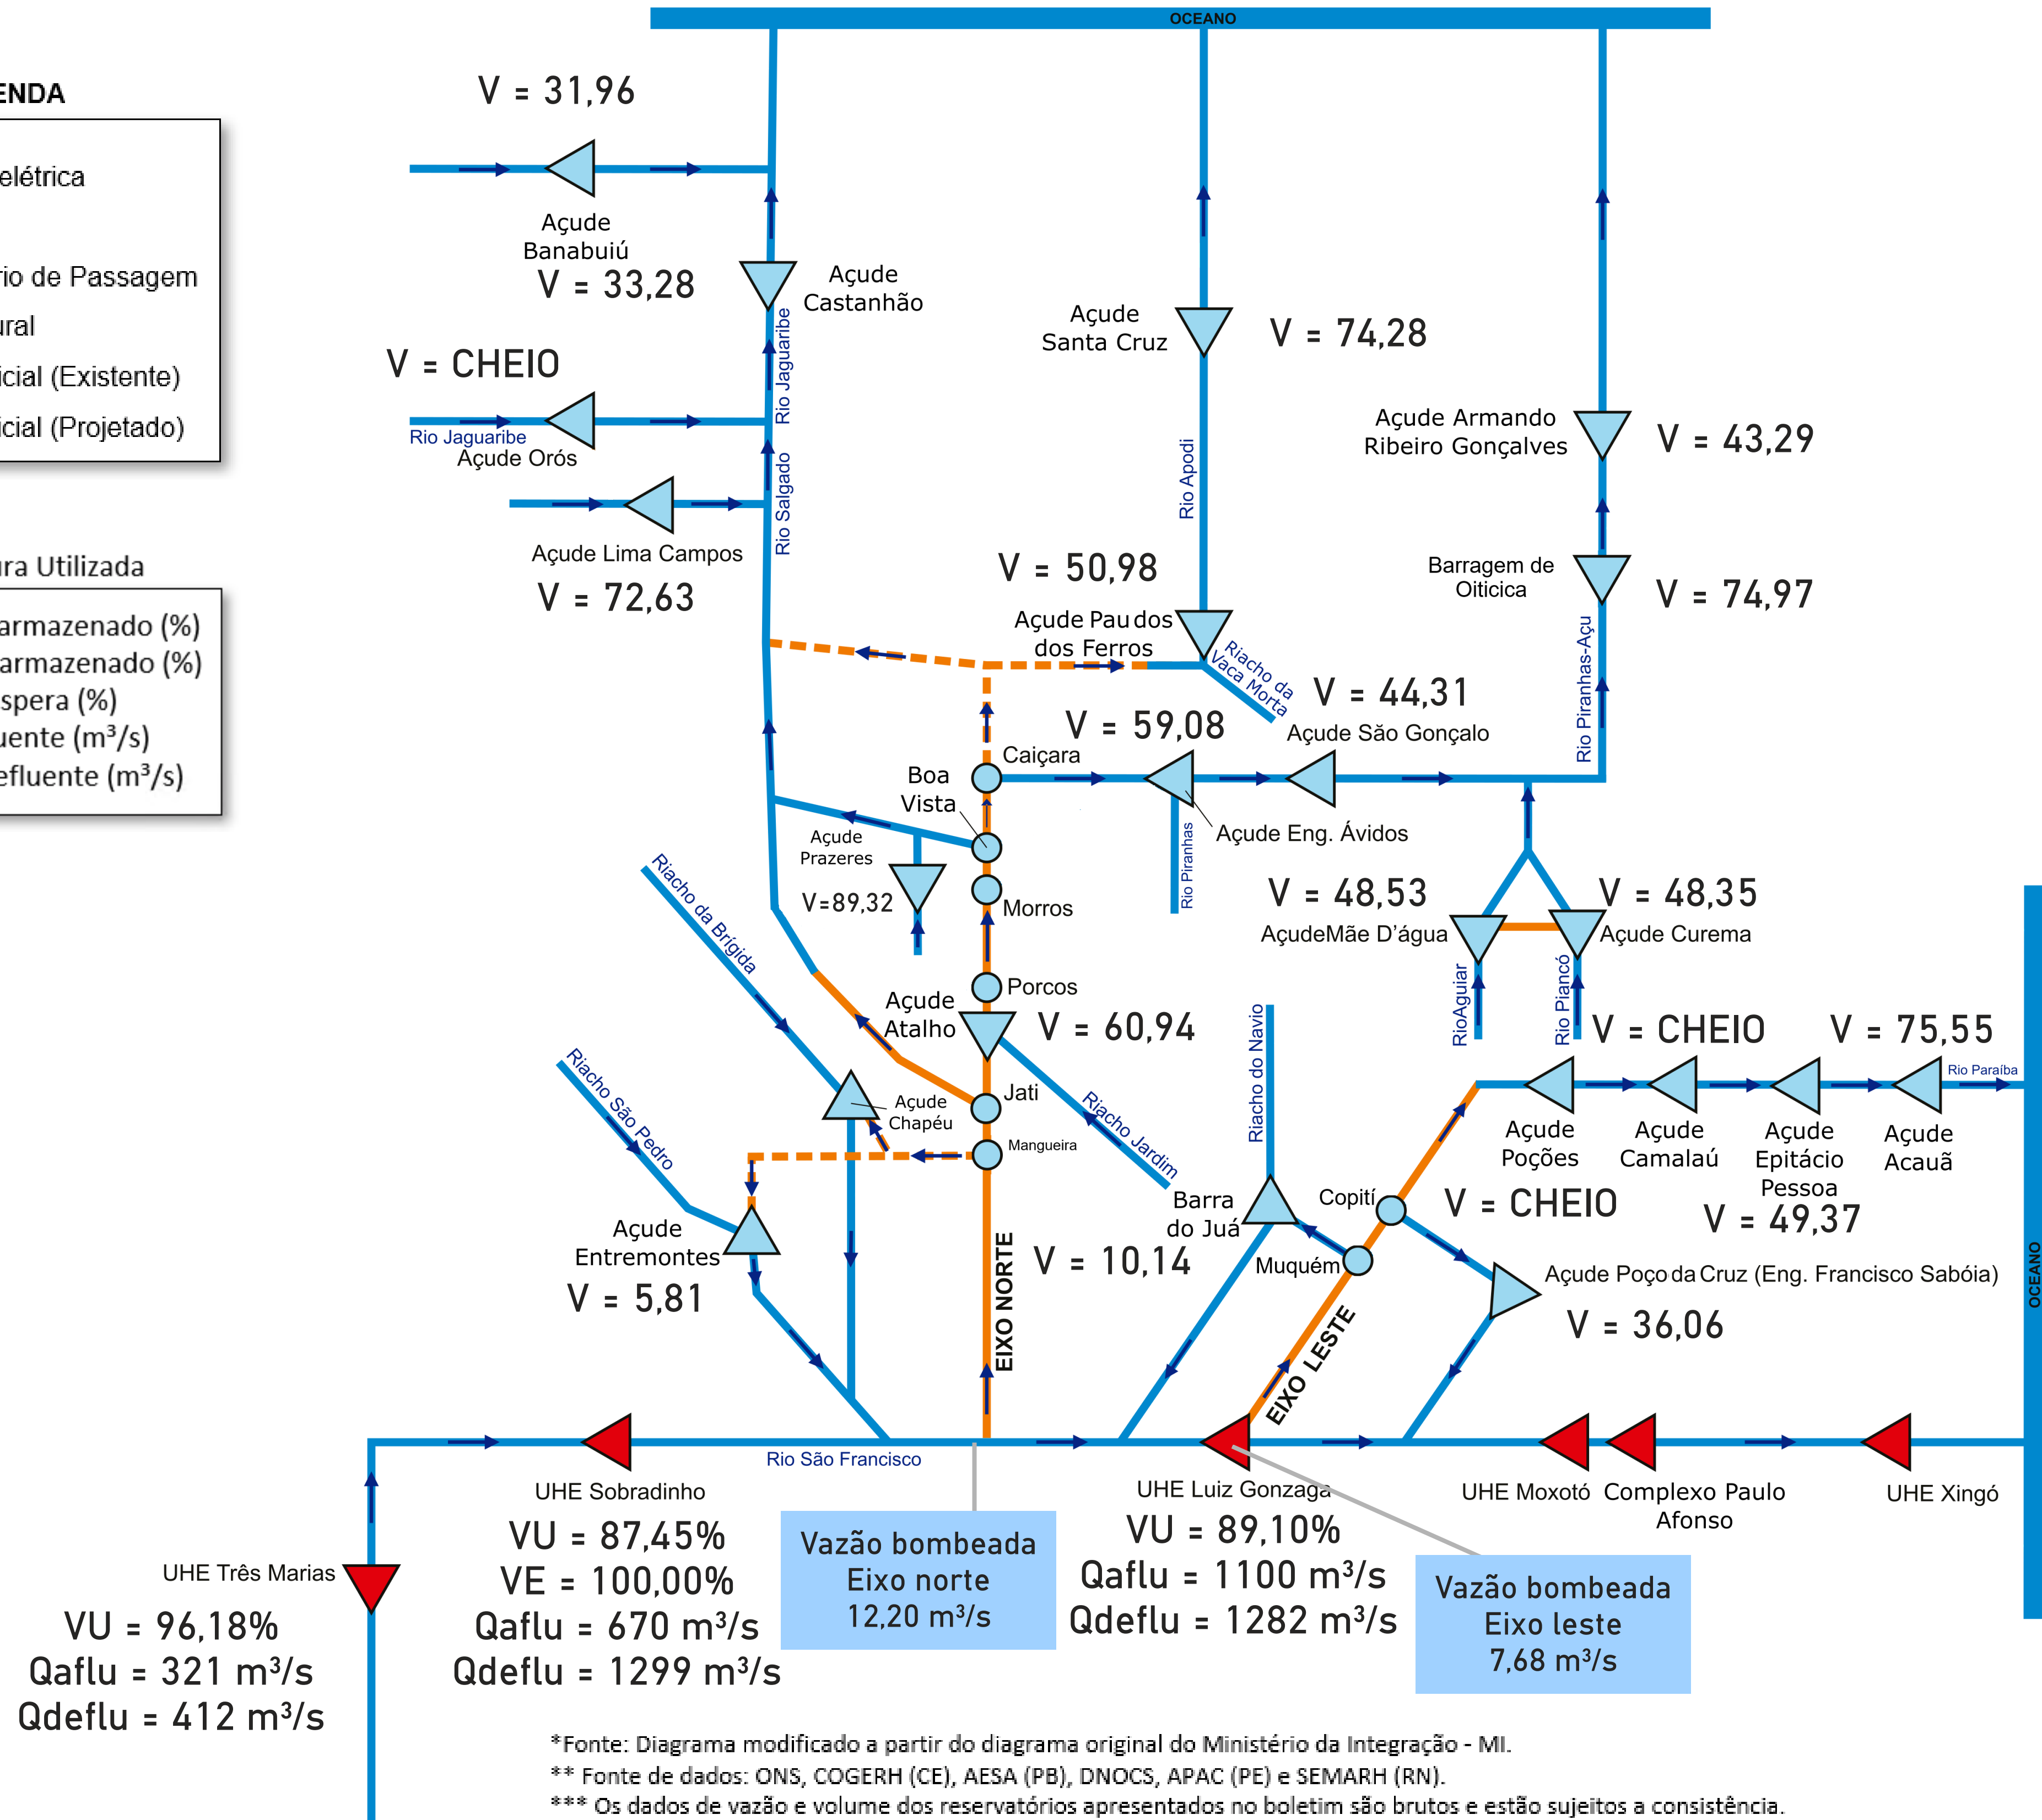 OCEANO
V = 31,96
Açude
Banabuiú
V = 33,28
Açude
Castanhão
V = CHEIO
Rio Jaguaribe
Açude Orós
Rio Jaguaribe
Rio Salgado
Açude Lima Campos
V = 72,63
Açude
Santa Cruz
V = 74,28
Rio Apodi
Açude Armando
Ribeiro Gonçalves
V = 43,29
Barragem de
Oiticica
V = 74,97
Rio Piranhas-Açu
V = 50,98
Açude Pau dos
dos Ferros
Riacho da
Vaca Morta
V = 44,31
Açude São Gonçalo
V = 59,08
Açude Eng. Ávidos
Rio Piranhas
Caiçara
Boa
Vista
Açude
Prazeres
V=89,32
Morros
Porcos
Açude
Atalho
V = 60,94
Jati
Mangueira
Riacho Jardim
Riacho da Brígida
Riacho São Pedro
Açude
Chapéu
Açude
Entremontes
V = 5,81
EIXO NORTE
V = 48,53
AçudeMãe D'água
V = 48,35
Açude Curema
RioAguiar
Rio Piancó
V = CHEIO
V = 75,55
Rio Paraíba
Açude
Poções
Açude
Camalaú
Açude
Epitácio
Pessoa
Açude
Acauã
V = CHEIO
V = 49,37
Riacho do Navio
Barra
do Juá
V = 10,14
Copití
Muquém
EIXO LESTE
Açude Poço da Cruz (Eng. Francisco Sabóia)
V = 36,06
OCEANO
Rio São Francisco
UHE Três Marias
VU = 96,18%
Qaflu = 321 m³/s
Qdeflu = 412 m³/s
UHE Sobradinho
VU = 87,45%
VE = 100,00%
Qaflu = 670 m³/s
Qdeflu = 1299 m³/s
Vazão bombeada
Eixo norte
12,20 m³/s
UHE Luiz Gonzaga
VU = 89,10%
Qaflu = 1100 m³/s
Qdeflu = 1282 m³/s
Vazão bombeada
Eixo leste
7,68 m³/s
UHE Moxotó
Complexo Paulo
Afonso
UHE Xingó
ENDA
elétrica
rio de Passagem
ural
icial (Existente)
icial (Projetado)
ura Utilizada
armazenado (%)
armazenado (%)
spera (%)
uente (m³/s)
efluente (m³/s)
*Fonte: Diagrama modificado a partir do diagrama original do Ministério da Integração - MI.
** Fonte de dados: ONS, COGERH (CE), AESA (PB), DNOCS, APAC (PE) e SEMARH (RN).
*** Os dados de vazão e volume dos reservatórios apresentados no boletim são brutos e estão sujeitos a consistência.